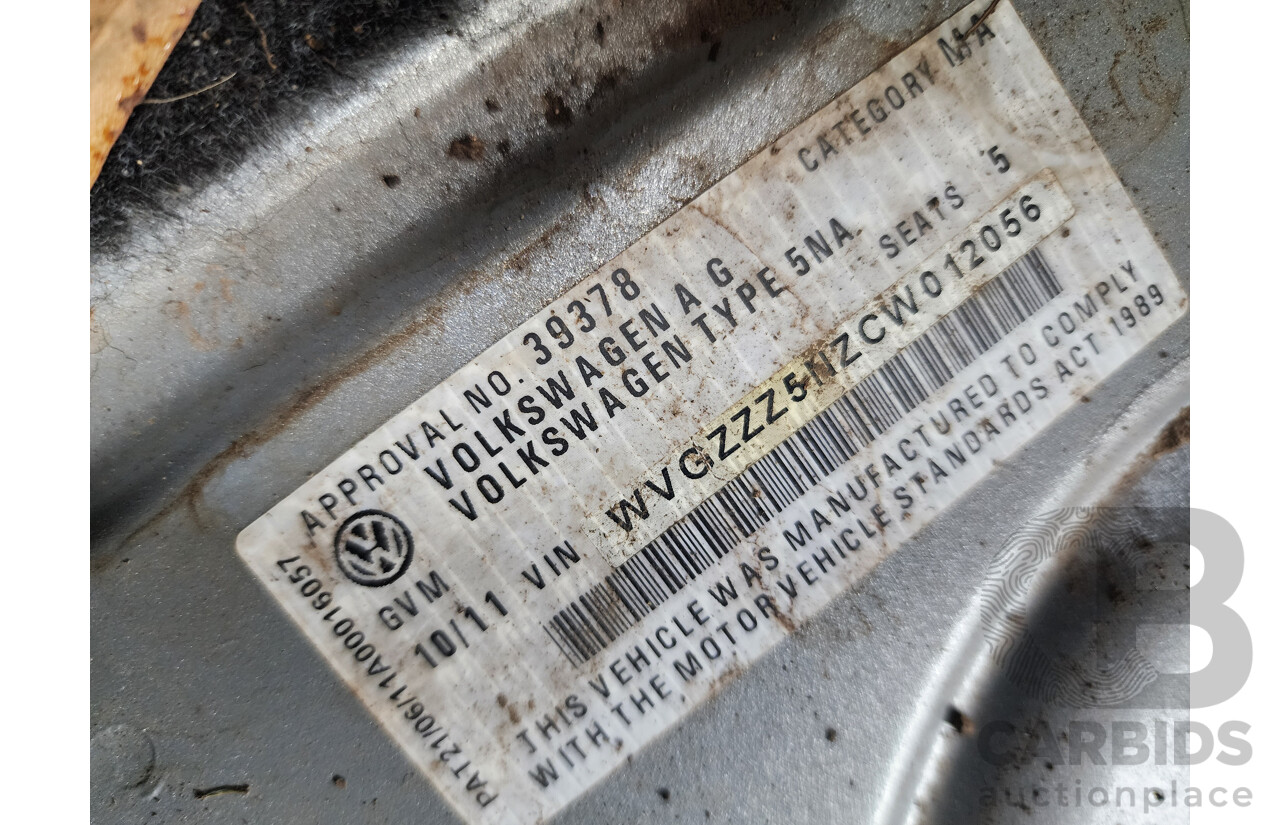 APPROVAL NO. 39378 CATEGORY MA
VOLKSWAGEN A G
VOLKSWAGEN TYPE 5NA SEATS 5
GVM
10/11 VIN WVGZZZ5NZCW012056
THIS VEHICLE WAS MANUFACTURED TO COMPLY
WITH THE MOTOR VEHICLE STANDARDS ACT 1989
PAT21/06/11A00016057
B
CARBIDS
auctionplace